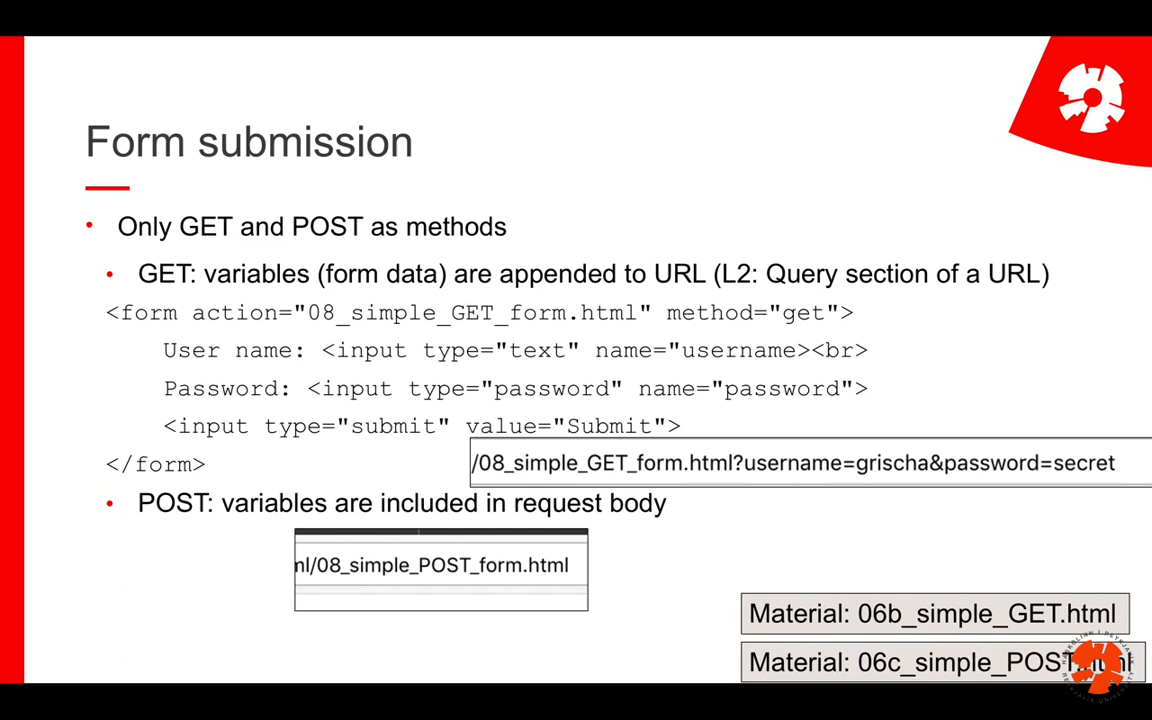 Form submission
• Only GET and POST as methods
• GET: variables (form data) are appended to URL (L2: Query section of a URL)
<form action="08_simple_GET_form.html" method="get">
User name: <input type="text" name="username><br>
Password: <input type="password" name="password">
<input type="submit" value="Submit">
</form>
/08_simple_GET_form.html?username=grischa&password=secret
• POST: variables are included in request body
nl/08_simple_POST_form.html
Material: 06b_simple_GET.html
Material: 06c_simple_POST.html